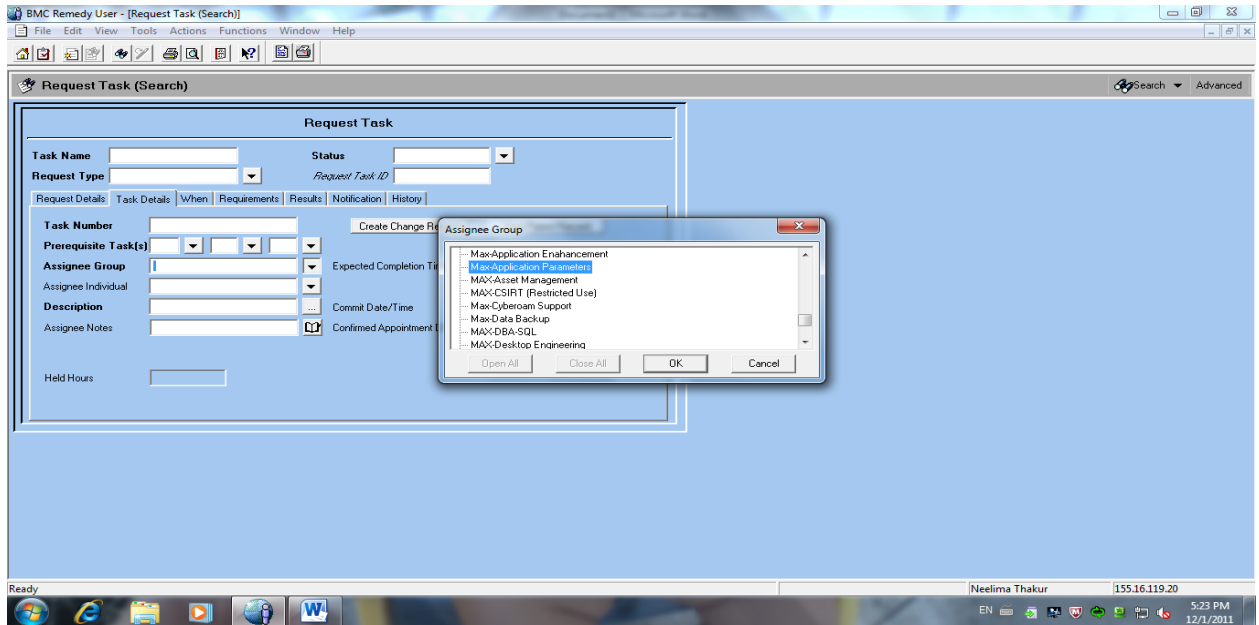 BMC Remedy User - [Request Task (Search)]
File Edit View Tools Actions Functions Window Help
Request Task (Search)
Search Advanced
Request Task
Task Name
Status
Request Type
Request Task ID
Request Details Task Details When Requirements Results Notification History
Task Number
Create Change Re
Prerequisite Task(s)
Assignee Group
Expected Completion Ti
Assignee Individual
Description
...
Commit Date/Time
Assignee Notes
Confirmed Appointment
Held Hours
Assignee Group
Max-Application Enahancement
Max-Application Parameters
MAX-Asset Management
MAX-CSIRT (Restricted Use)
Max-Cyberoam Support
Max-Data Backup
MAX-DBA-SQL
MAX-Desktop Engineering
Open All Close All OK Cancel
Ready
Neelima Thakur
155.16.119.20
EN
5:23 PM
12/1/2011